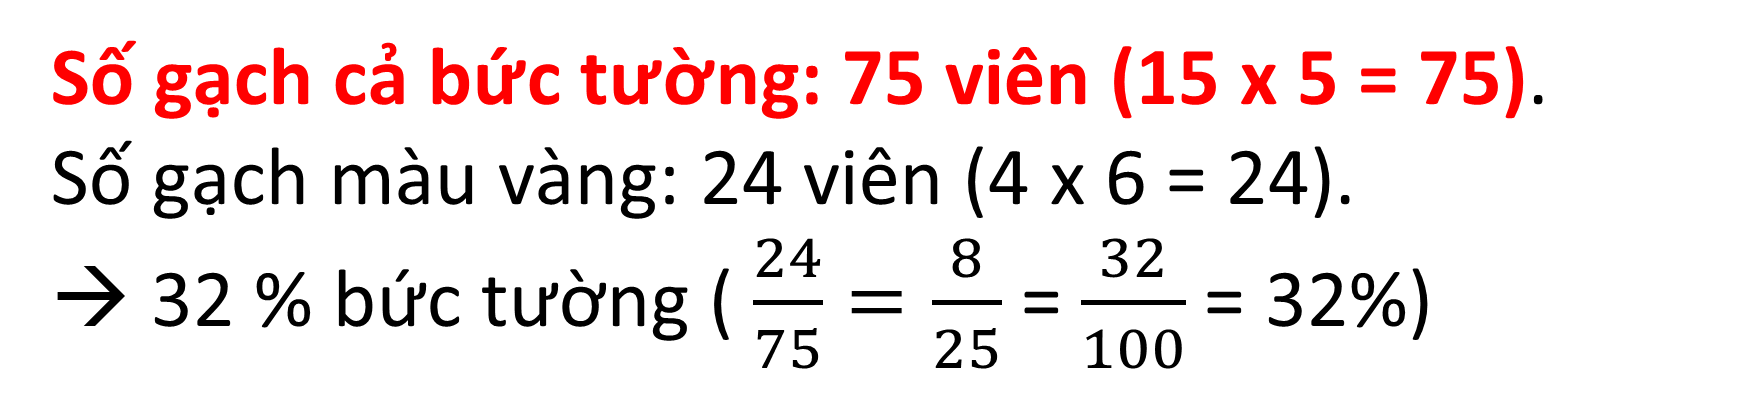 Số gạch cả bức tường: 75 viên (15 x 5 = 75).
Số gạch màu vàng: 24 viên (4 x 6 = 24).
→ 32 % bức tường ( 24/75 = 8/25 = 32/100 = 32%)